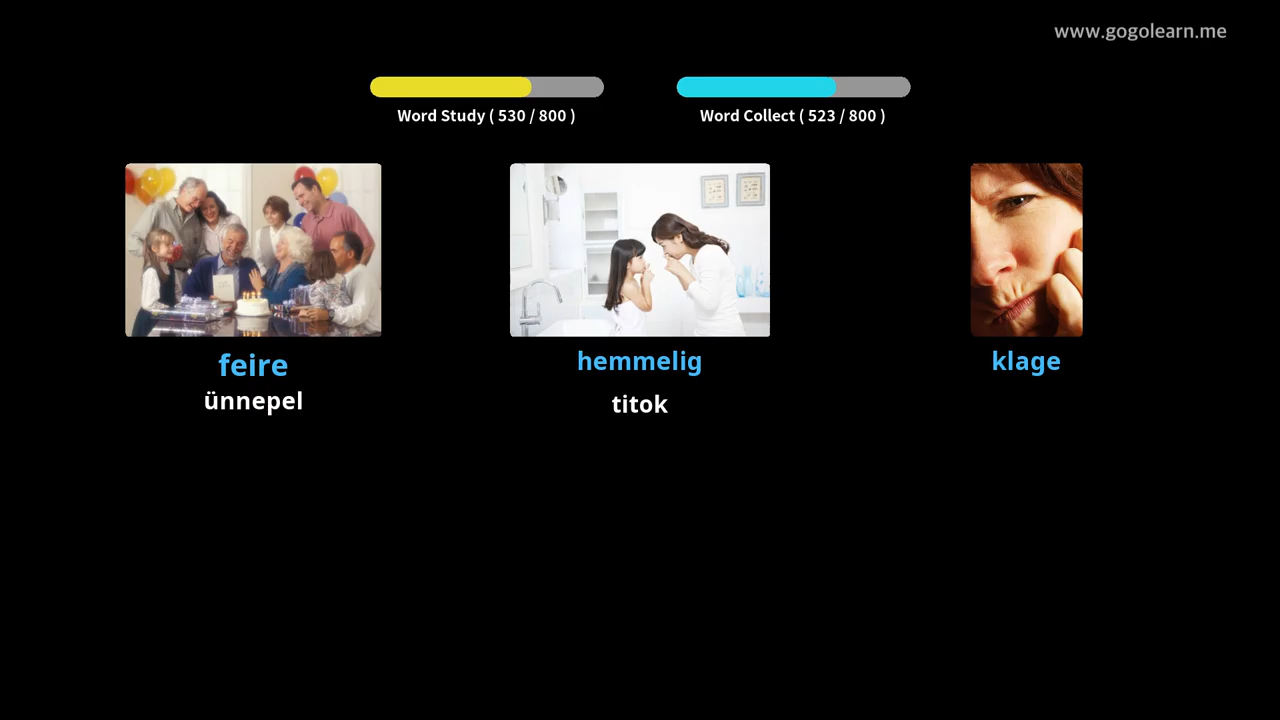 www.gogolearn.me
Word Study ( 530 / 800 )
Word Collect ( 523 / 800 )
feire
ünnepel
hemmelig
titok
klage